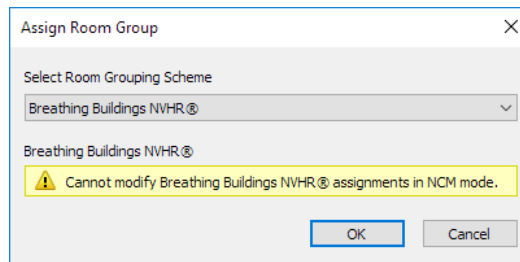 Assign Room Group
Select Room Grouping Scheme
Breathing Buildings NVHR®
Breathing Buildings NVHR®
Cannot modify Breathing Buildings NVHR® assignments in NCM mode.
OK Cancel